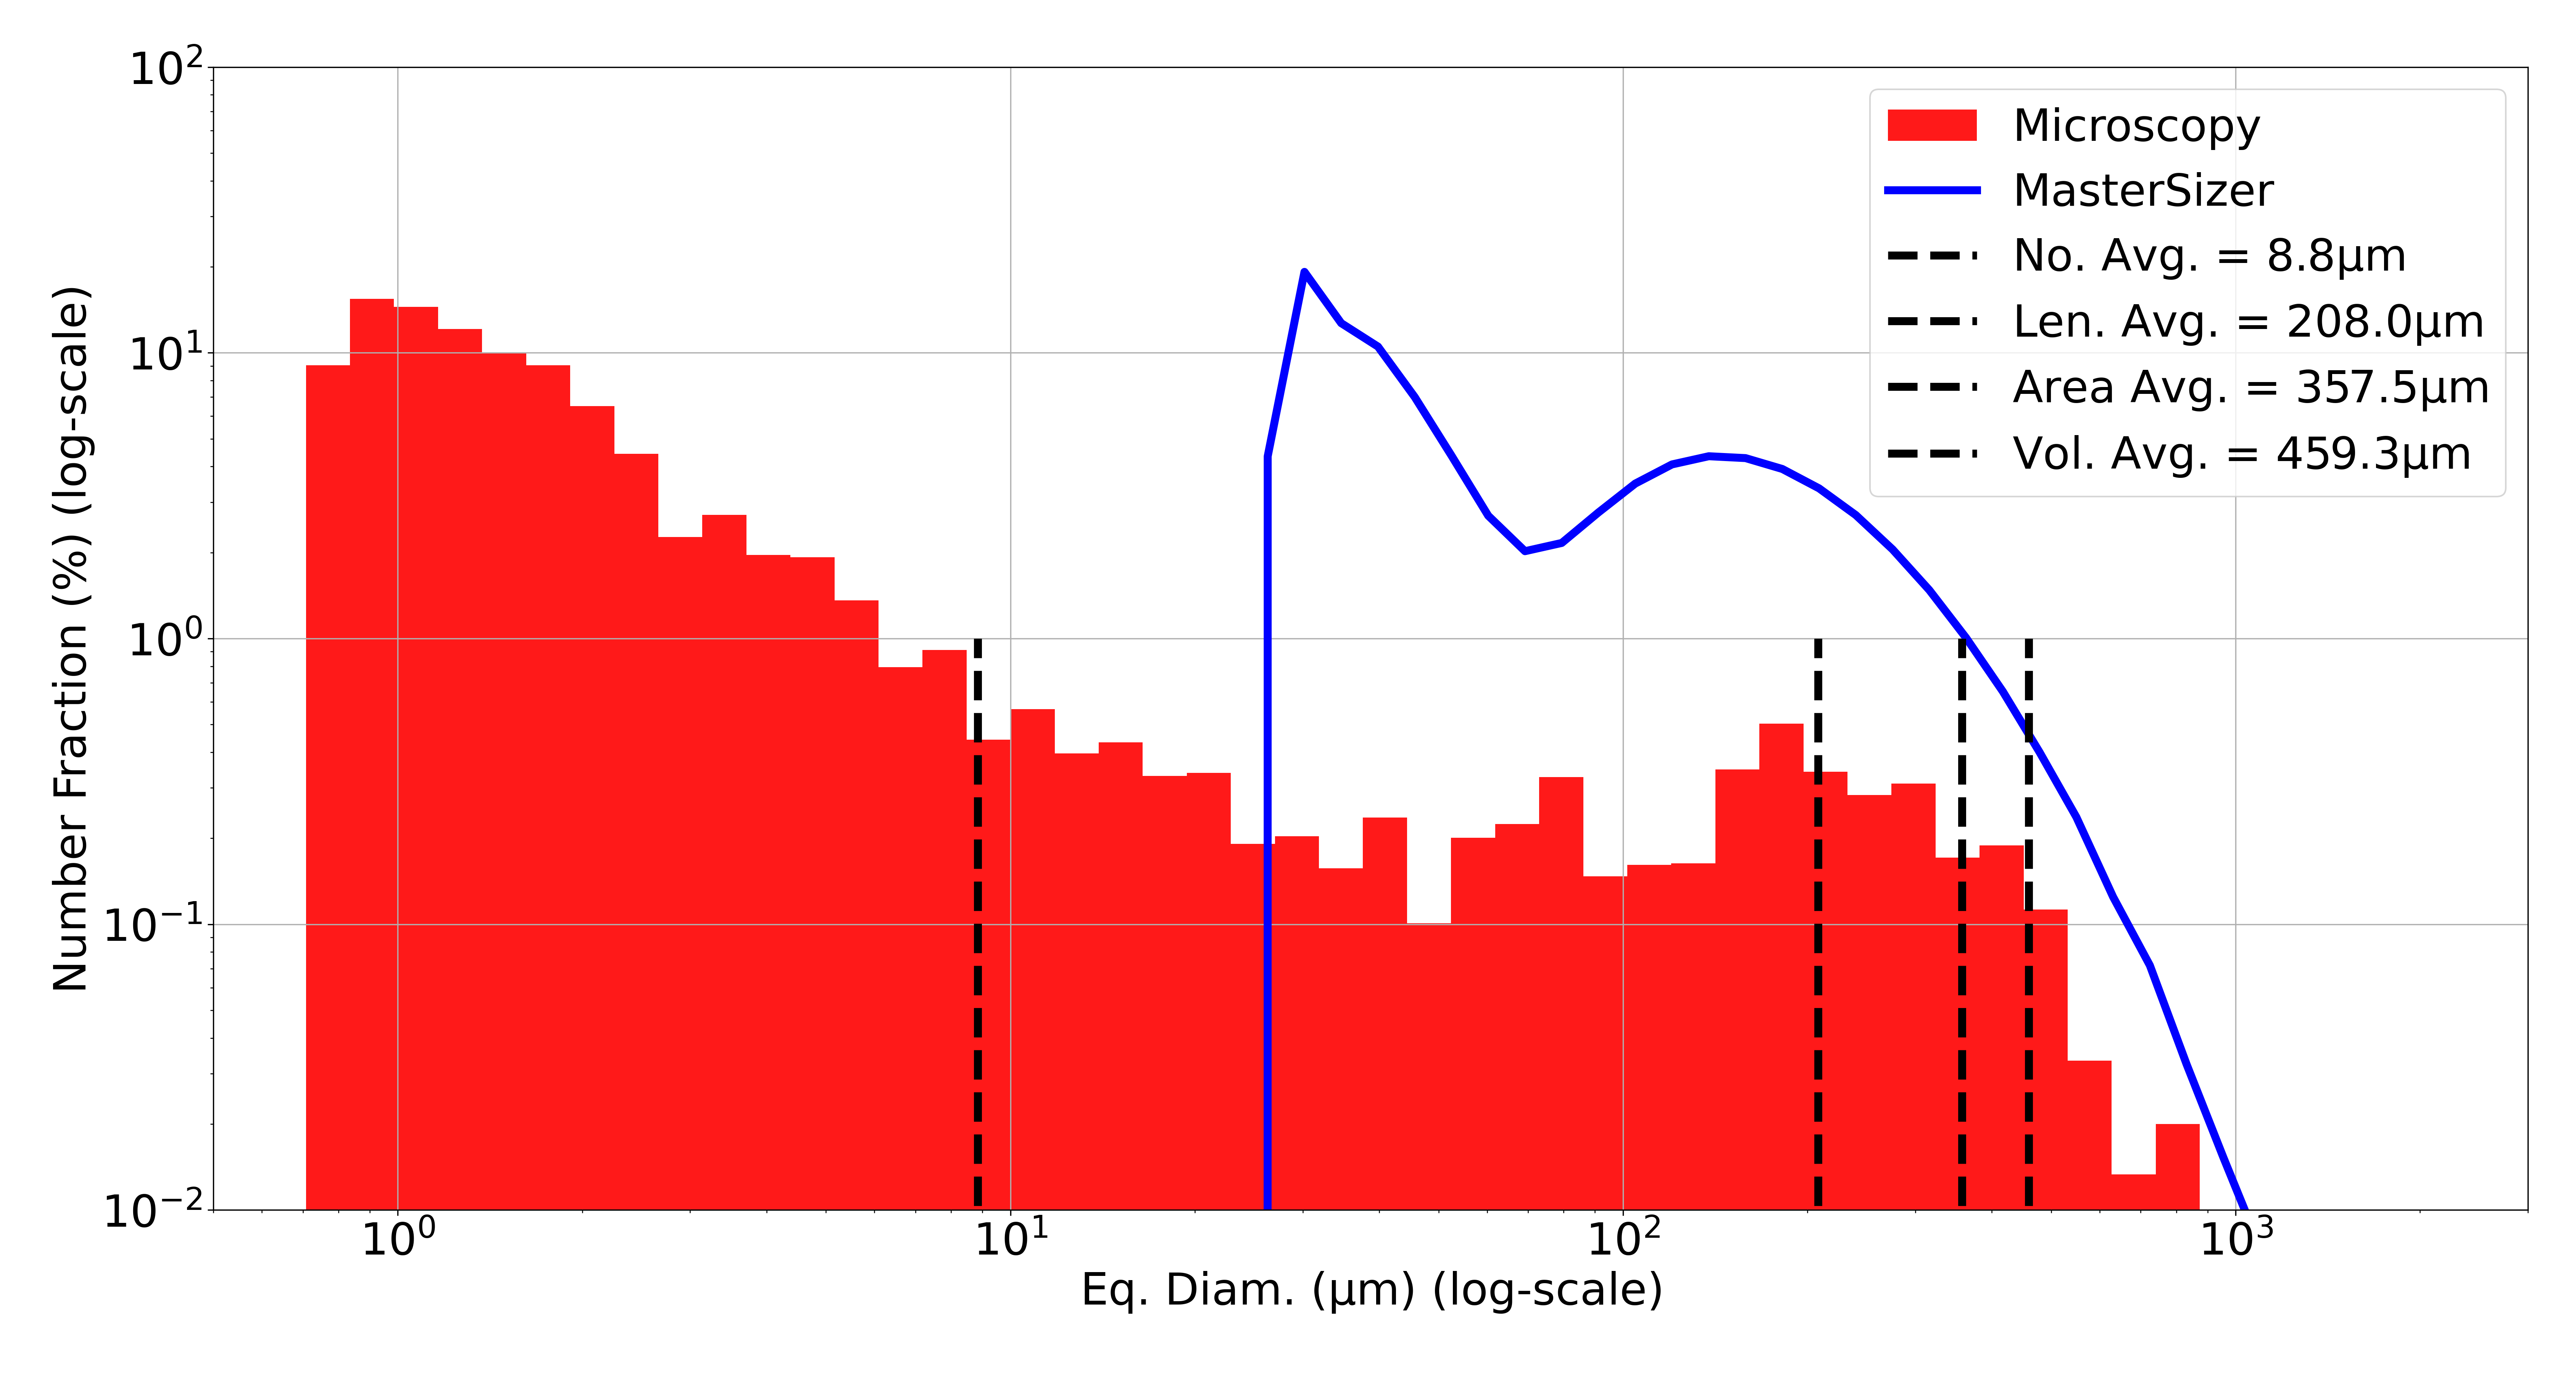 Number Fraction (%) (log-scale)
10²
10¹
10⁰
10⁻¹
10⁻²
Microscopy
MasterSizer
No. Avg. = 8.8µm
Len. Avg. = 208.0µm
Area Avg. = 357.5µm
Vol. Avg. = 459.3µm
10⁰ 10¹ 10² 10³
Eq. Diam. (µm) (log-scale)